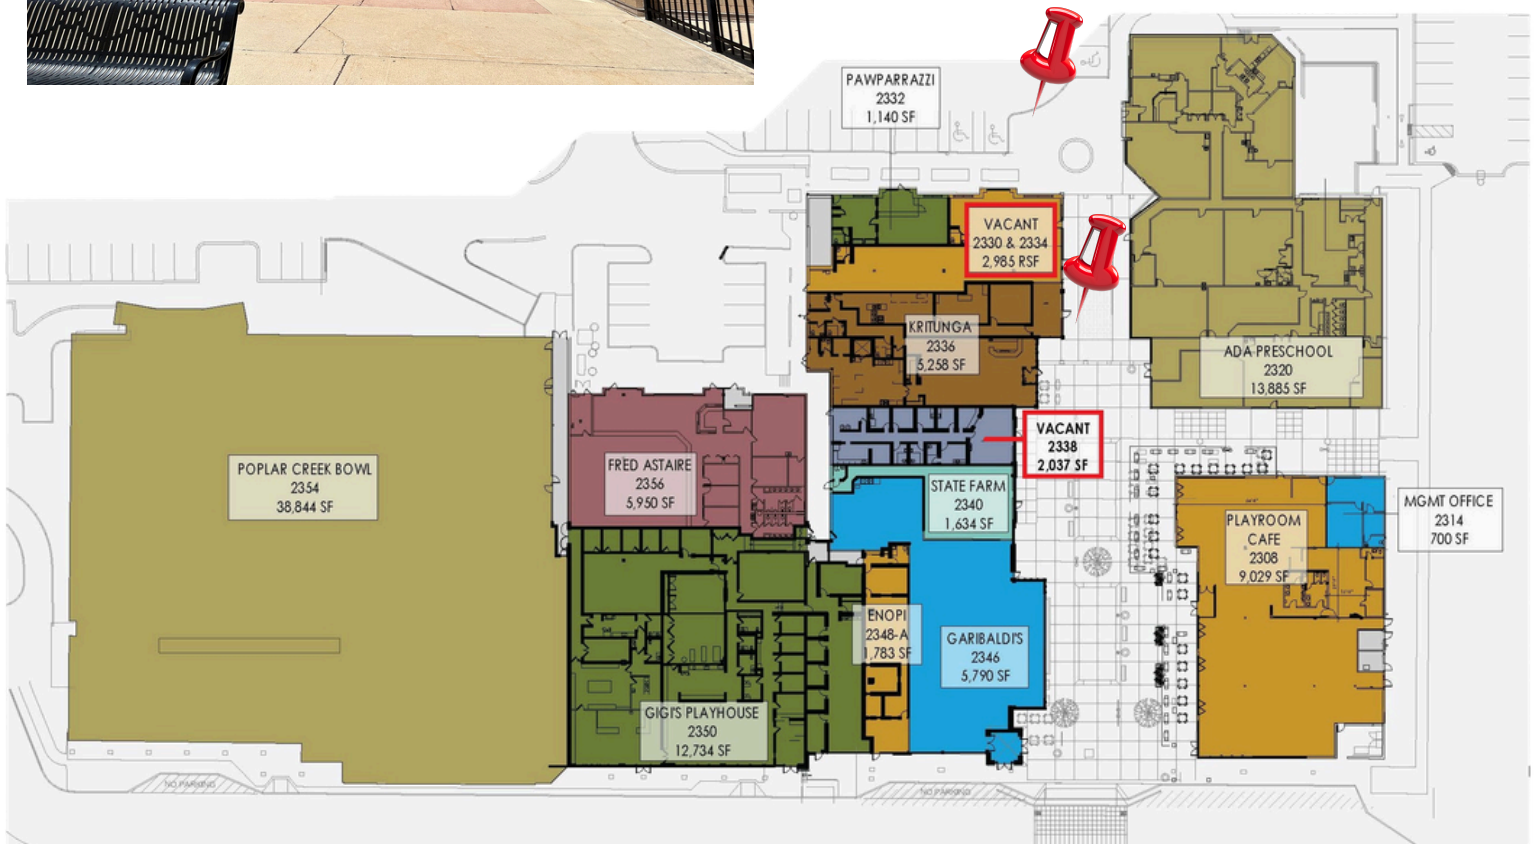 PAWPARRAZZI
2332
1,140 SF
VACANT
2330 & 2334
2,985 RSF
KRITUNGA
2336
5,258 SF
ADA PRESCHOOL
2320
13,885 SF
VACANT
2338
2,037 SF
POPLAR CREEK BOWL
2354
38,844 SF
FRED ASTAIRE
2356
5,950 SF
STATE FARM
2340
1,634 SF
MGMT OFFICE
2314
700 SF
PLAYROOM
CAFE
2308
9,029 SF
ENOPI
2348-A
1,783 SF
GARIBALDI'S
2346
5,790 SF
GIGI'S PLAYHOUSE
2350
12,734 SF
NO PARKING
NO PARKING